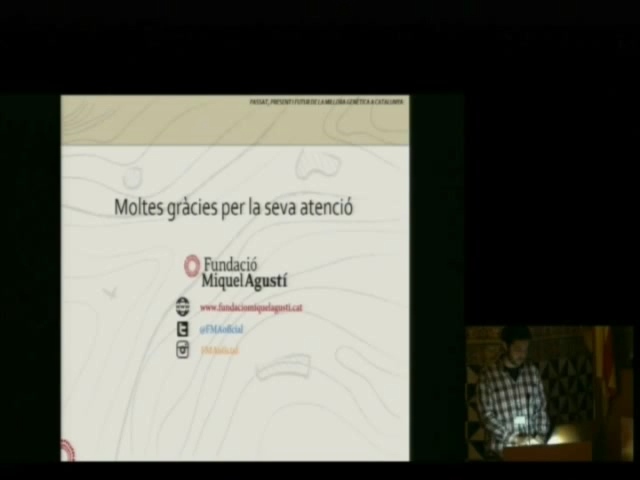 PASSAT, PRESENT I FUTUR DE LA MILLORA GENÈTICA A CATALUNYA
Moltes gràcies per la seva atenció
Fundació
Miquel Agustí
www.fundaciomiquelagusti.cat
@FMAoficial
FMAoficial